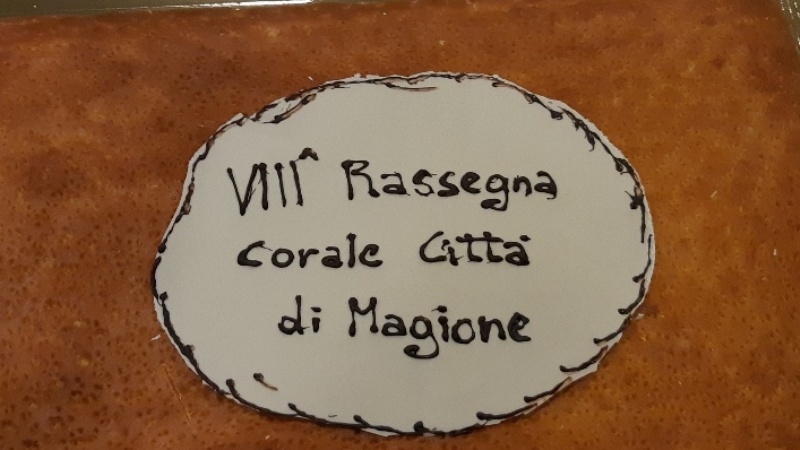 VIII^ Rassegna
corale Città
di Magione